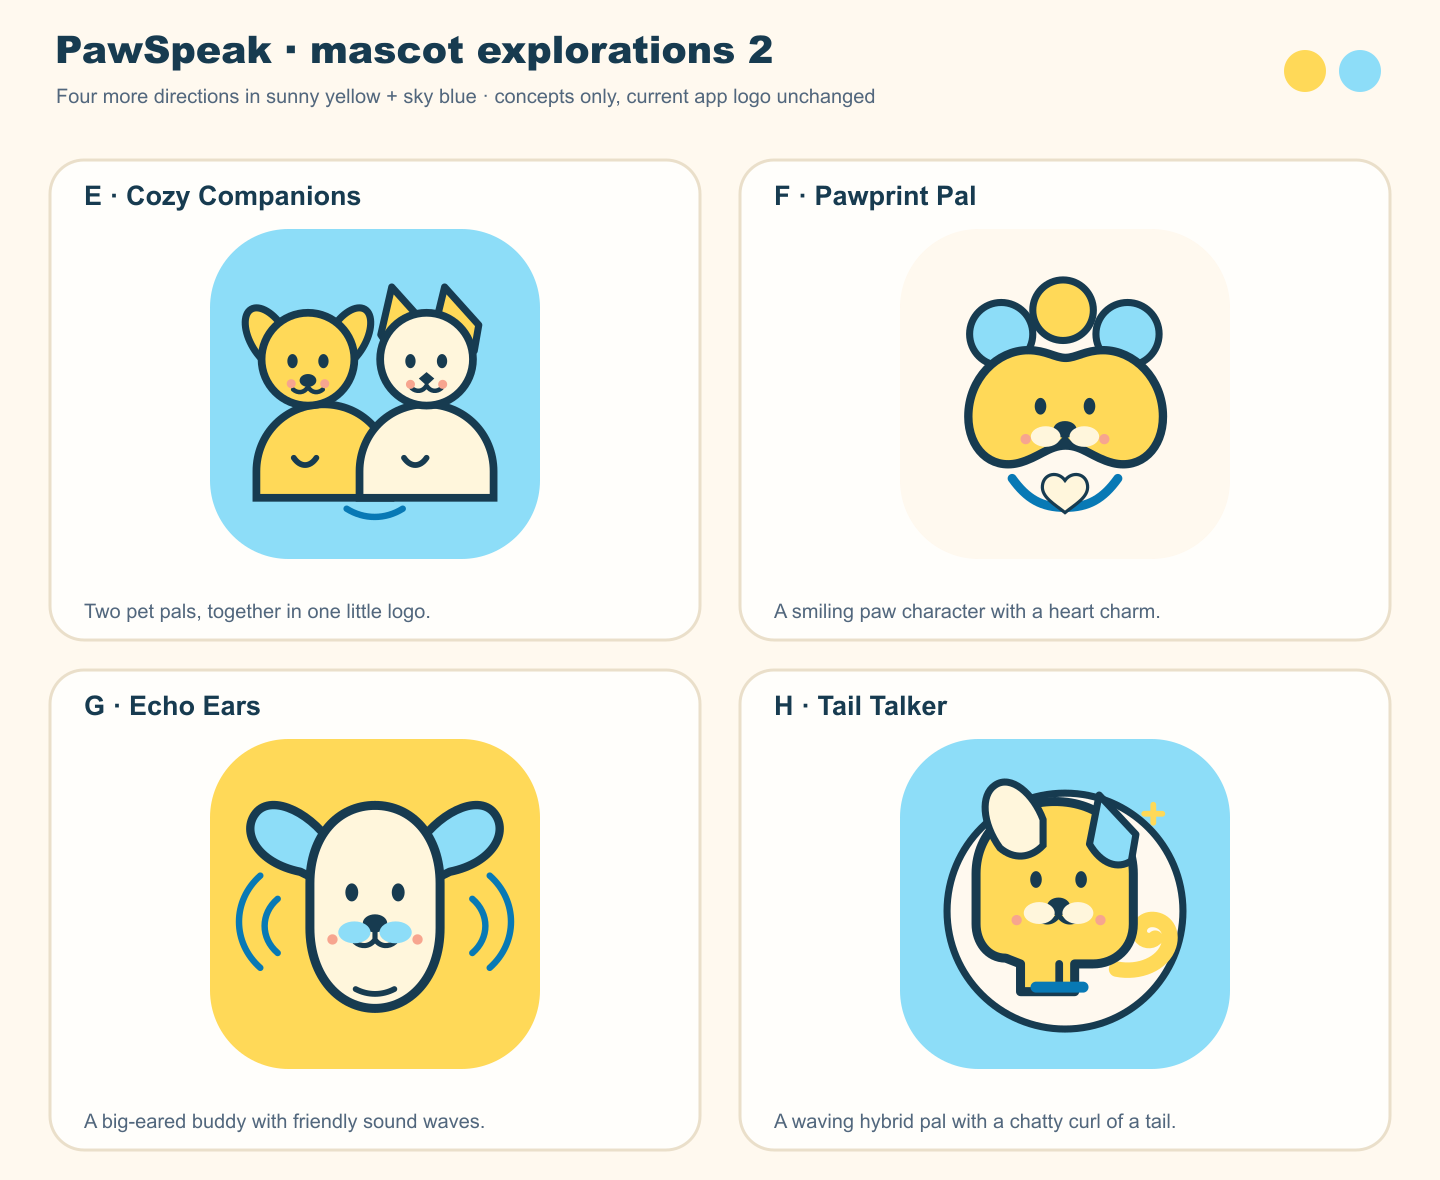 PawSpeak · mascot explorations 2
Four more directions in sunny yellow + sky blue · concepts only, current app logo unchanged
E · Cozy Companions
F · Pawprint Pal
Two pet pals, together in one little logo.
A smiling paw character with a heart charm.
G · Echo Ears
H · Tail Talker
A big-eared buddy with friendly sound waves.
A waving hybrid pal with a chatty curl of a tail.